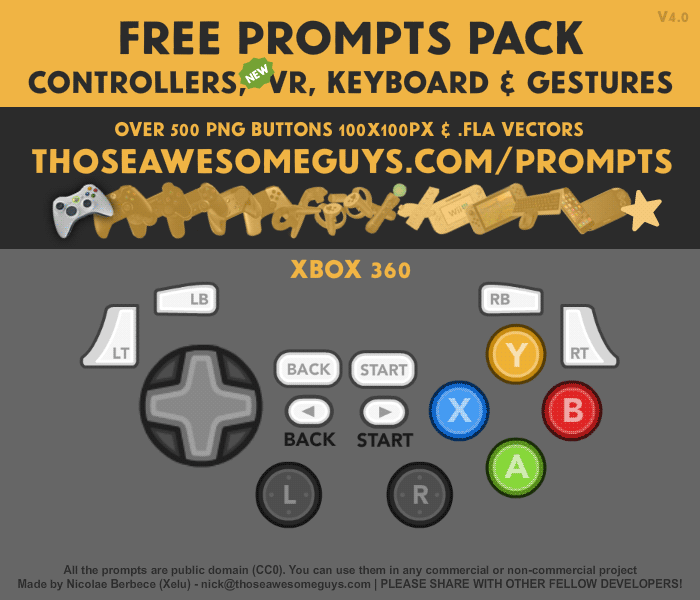 V4.0
FREE PROMPTS PACK
CONTROLLERS, VR, KEYBOARD & GESTURES
NEW
OVER 500 PNG BUTTONS 100X100PX & .FLA VECTORS
THOSEAWESOMEGUYS.COM/PROMPTS
Wii
XBOX 360
LB
RB
LT
RT
Y
BACK
START
X
B
BACK
START
A
L
R
All the prompts are public domain (CC0). You can use them in any commercial or non-commercial project
Made by Nicolae Berbece (Xelu) - nick@thoseawesomeguys.com | PLEASE SHARE WITH OTHER FELLOW DEVELOPERS!